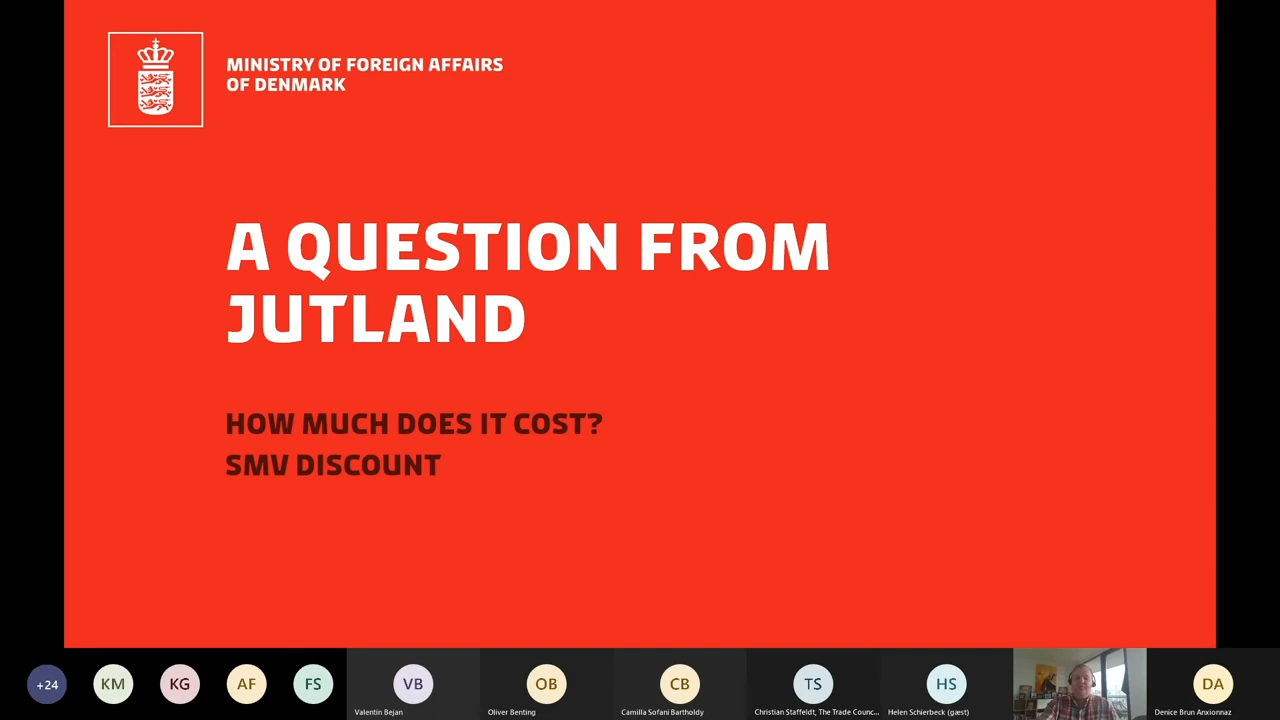 MINISTRY OF FOREIGN AFFAIRS
OF DENMARK
A QUESTION FROM
JUTLAND
HOW MUCH DOES IT COST?
SMV DISCOUNT
+24
KM
KG
AF
FS
VB
OB
CB
TS
HS
DA
Valentin Bejan
Oliver Benting
Camilla Sofani Bartholdy
Christian Staffeldt, The Trade Counc...
Helen Schierbeck (gæst)
Denice Brun Anxionnaz